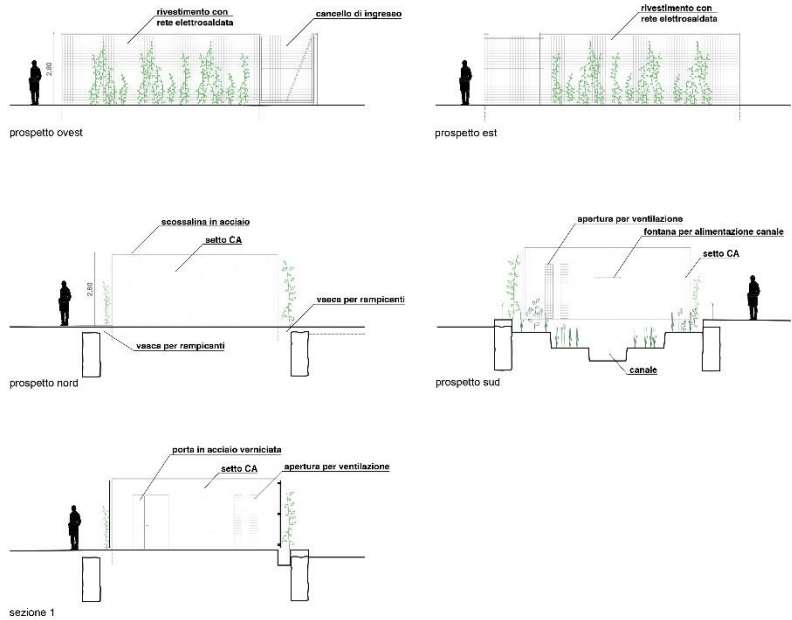 rivestimento con
rete elettrosaldata
cancello di ingresso
2,80
prospetto ovest
rivestimento con
rete elettrosaldata
prospetto est
scossalina in acciaio
setto CA
2,80
vasca per rampicanti
vasca per rampicanti
prospetto nord
apertura per ventilazione
fontana per alimentazione canale
setto CA
canale
prospetto sud
porta in acciaio verniciata
setto CA
apertura per ventilazione
sezione 1